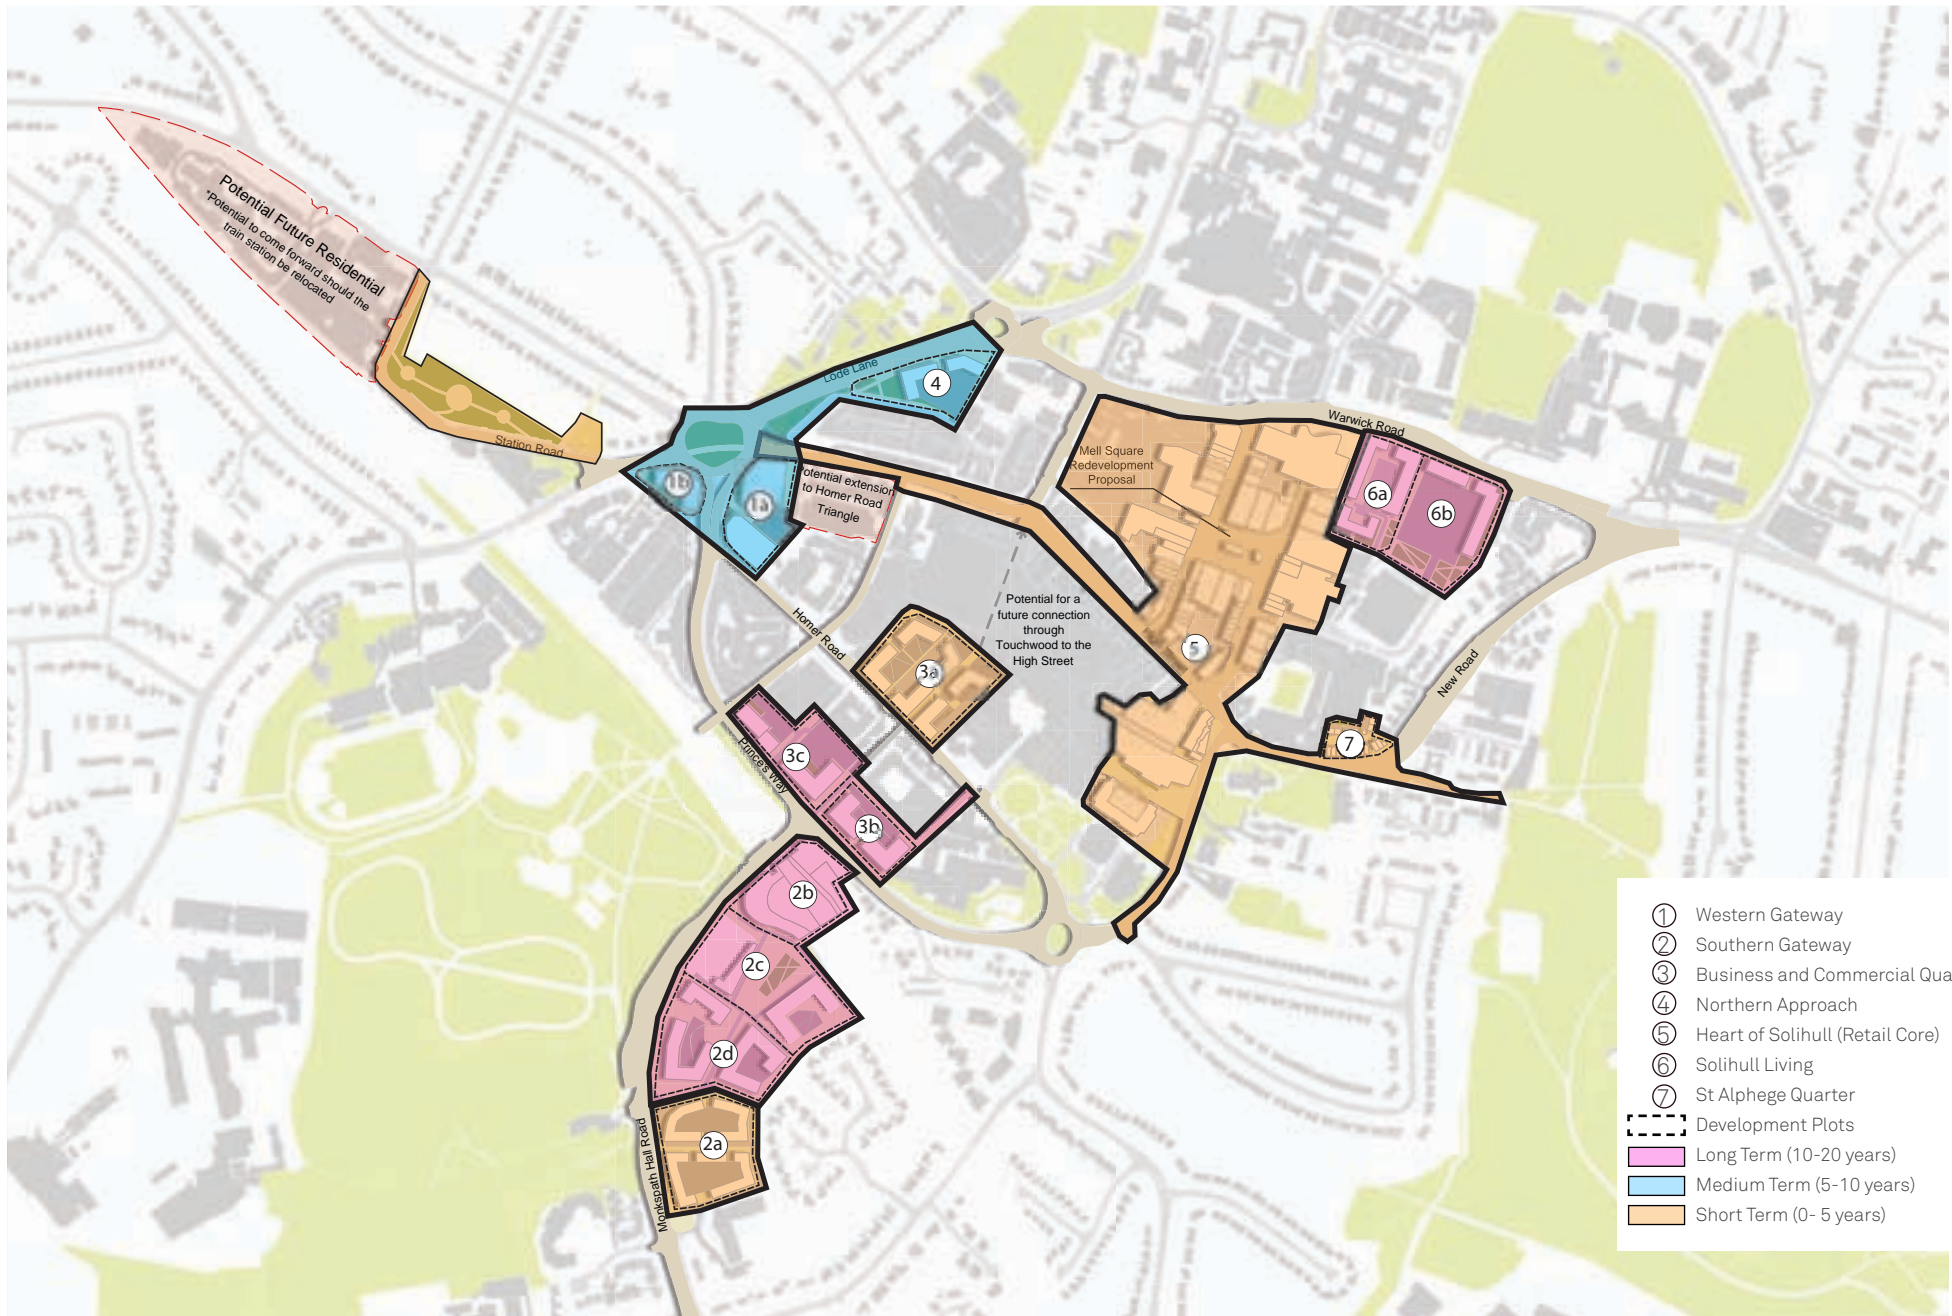 Potential Future Residential
*Potential to come forward should the
train station be relocated
Station Road
Lode Lane
4
1b
1a
Potential extension
to Homer Road
Triangle
Mell Square
Redevelopment
Proposal
Warwick Road
6a
6b
Homer Road
Potential for a
future connection
through
Touchwood to the
High Street
5
3a
New Road
7
3c
Prince's Way
3b
2b
2c
2d
2a
Monkspath Hall Road
1 Western Gateway
2 Southern Gateway
3 Business and Commercial Qua
4 Northern Approach
5 Heart of Solihull (Retail Core)
6 Solihull Living
7 St Alphege Quarter
Development Plots
Long Term (10-20 years)
Medium Term (5-10 years)
Short Term (0- 5 years)